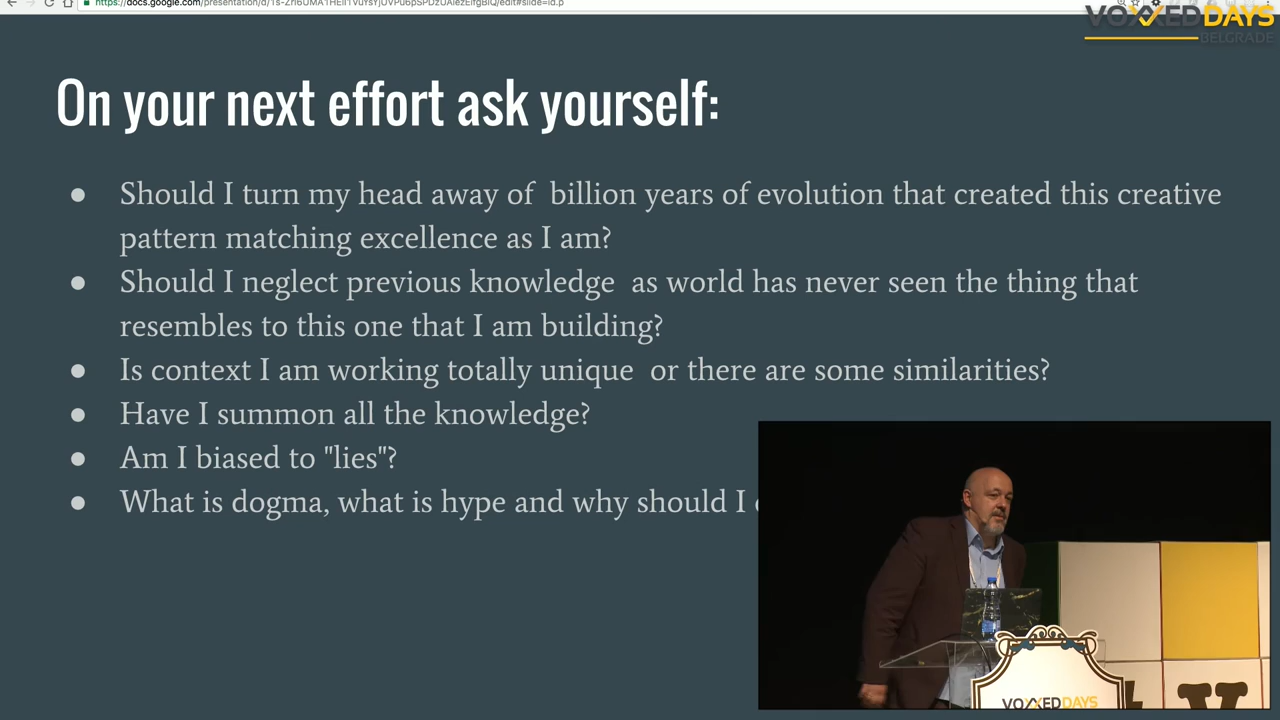 VOXXED DAYS
BELGRADE
On your next effort ask yourself:
● Should I turn my head away of billion years of evolution that created this creative
pattern matching excellence as I am?
● Should I neglect previous knowledge as world has never seen the thing that
resembles to this one that I am building?
● Is context I am working totally unique or there are some similarities?
● Have I summon all the knowledge?
● Am I biased to "lies"?
● What is dogma, what is hype and why should I
VOXXED DAYS